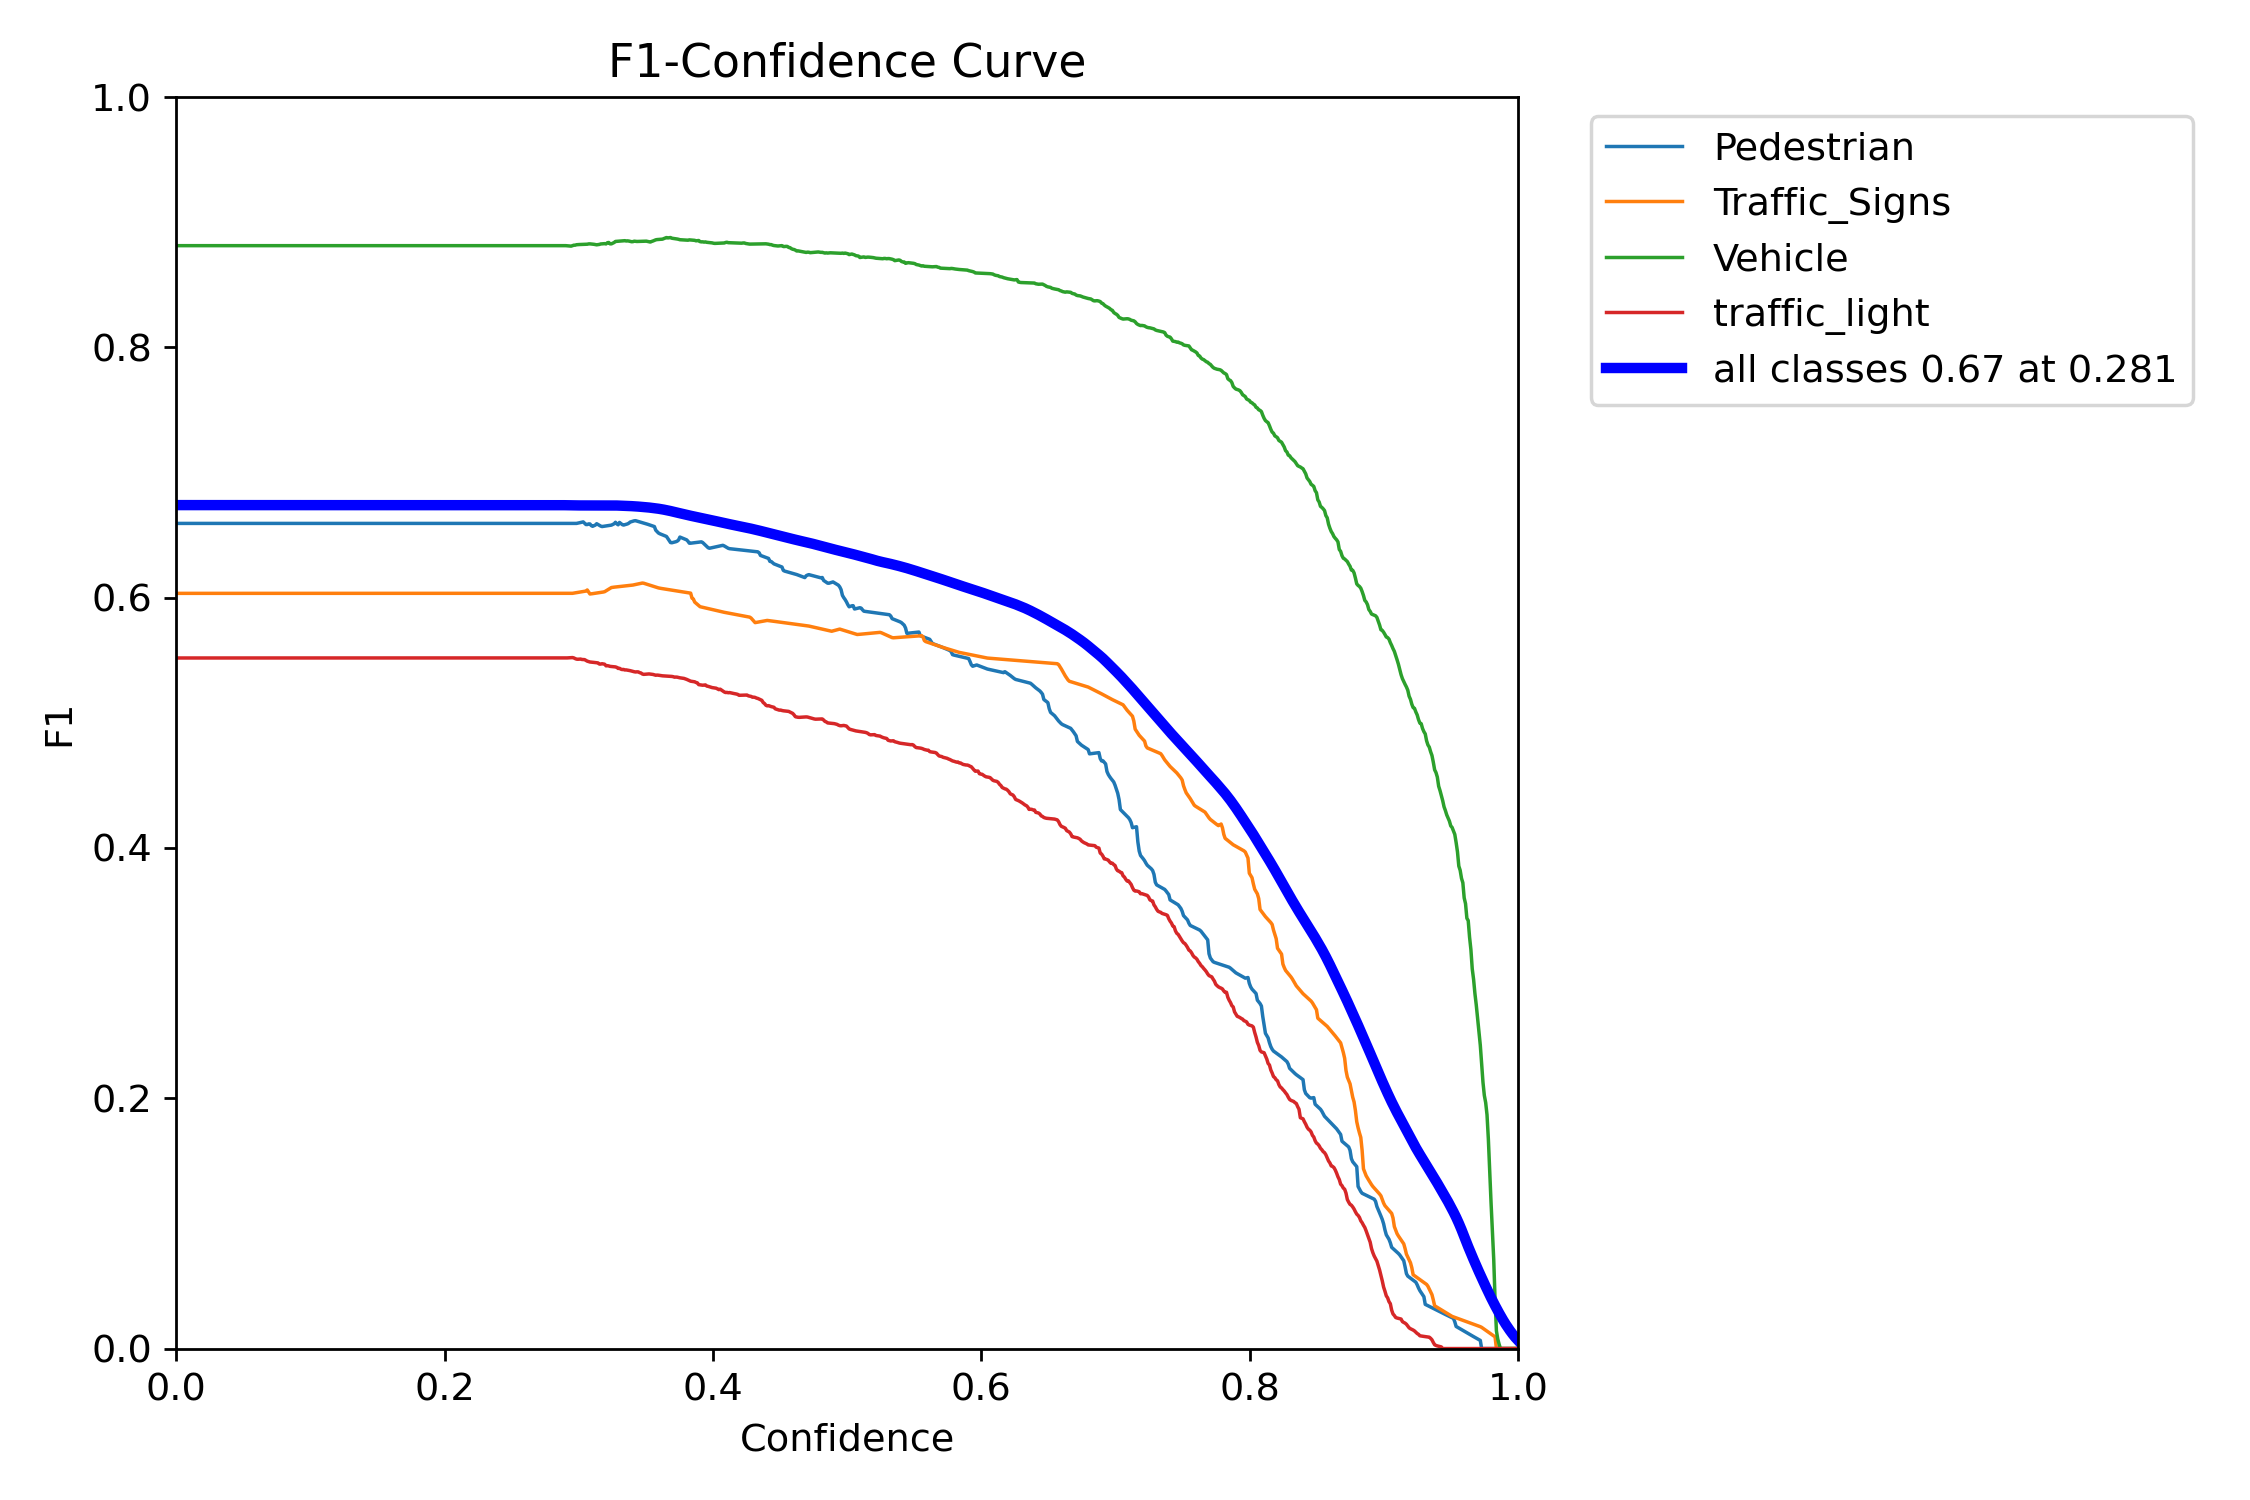 F1-Confidence Curve
1.0
0.8
0.6
0.4
0.2
0.0
F1
0.0 0.2 0.4 0.6 0.8 1.0
Confidence
Pedestrian
Traffic_Signs
Vehicle
traffic_light
all classes 0.67 at 0.281